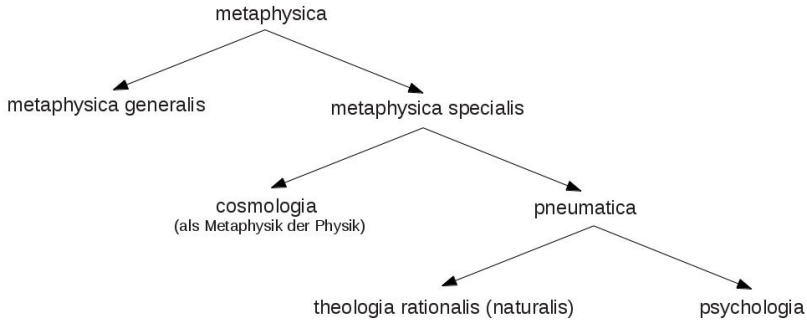 metaphysica
metaphysica generalis
metaphysica specialis
cosmologia
(als Metaphysik der Physik)
pneumatica
theologia rationalis (naturalis)
psychologia